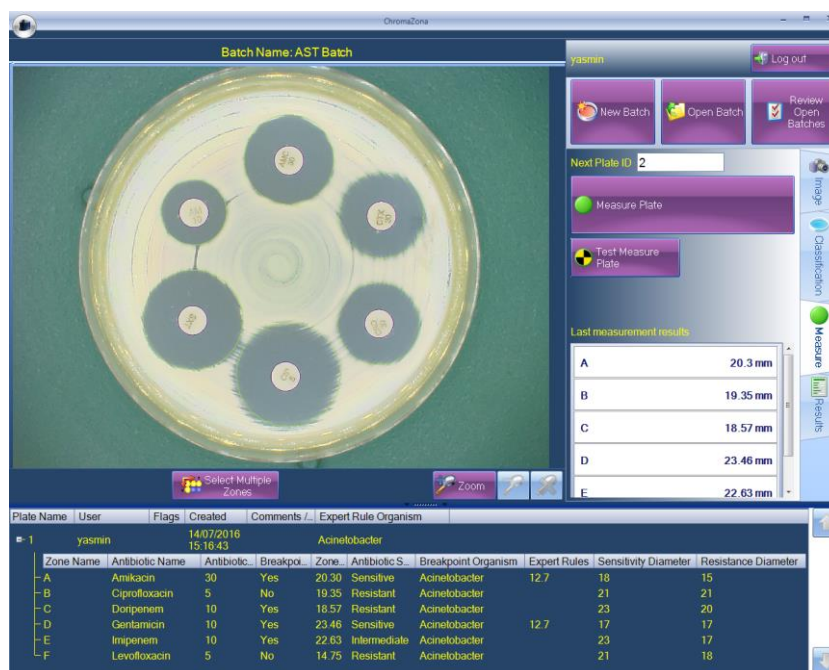 ChromaZona
Batch Name: AST Batch
yasmin
Log out
New Batch
Open Batch
Review
Open
Batches
Next Plate ID 2
Measure Plate
Test Measure
Plate
Last measurement results
A 20.3 mm
B 19.35 mm
C 18.57 mm
D 23.46 mm
E 22.63 mm
Image
Classification
Measure
Results
Select Multiple
Zones
Zoom
Plate Name User Flags Created Comments /... Expert Rule Organism
1 yasmin 14/07/2016 Acinetobacter
15:16:43
Zone Name Antibiotic Name Antibiotic... Breakpoi... Zone... Antibiotic S... Breakpoint Organism Expert Rules Sensitivity Diameter Resistance Diameter
A Amikacin 30 Yes 20.30 Sensitive Acinetobacter 12.7 18 15
B Ciprofloxacin 5 No 19.35 Resistant Acinetobacter 21 21
C Doripenem 10 Yes 18.57 Resistant Acinetobacter 23 20
D Gentamicin 10 Yes 23.46 Sensitive Acinetobacter 12.7 17 17
E Imipenem 10 Yes 22.63 Intermediate Acinetobacter 23 17
F Levofloxacin 5 No 14.75 Resistant Acinetobacter 21 18